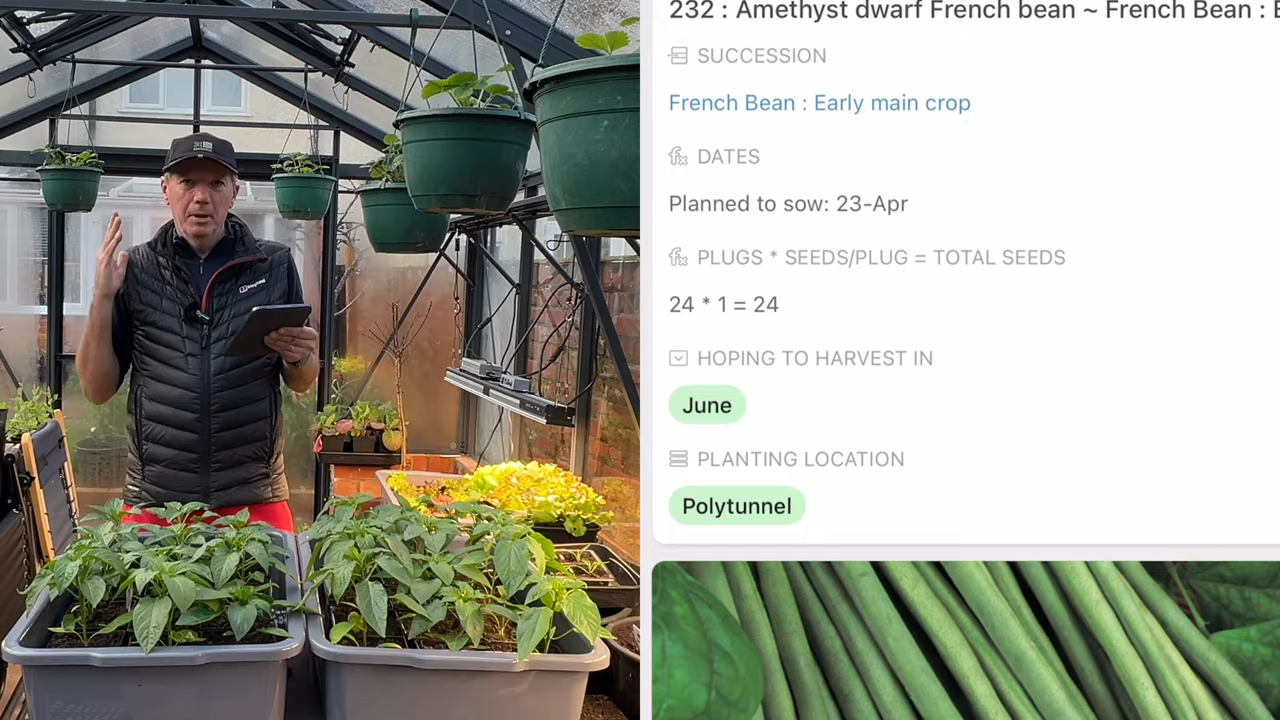 232 : Amethyst dwarf French bean ~ French Bean : E
SUCCESSION
French Bean : Early main crop
DATES
Planned to sow: 23-Apr
PLUGS * SEEDS/PLUG = TOTAL SEEDS
24 * 1 = 24
HOPING TO HARVEST IN
June
PLANTING LOCATION
Polytunnel